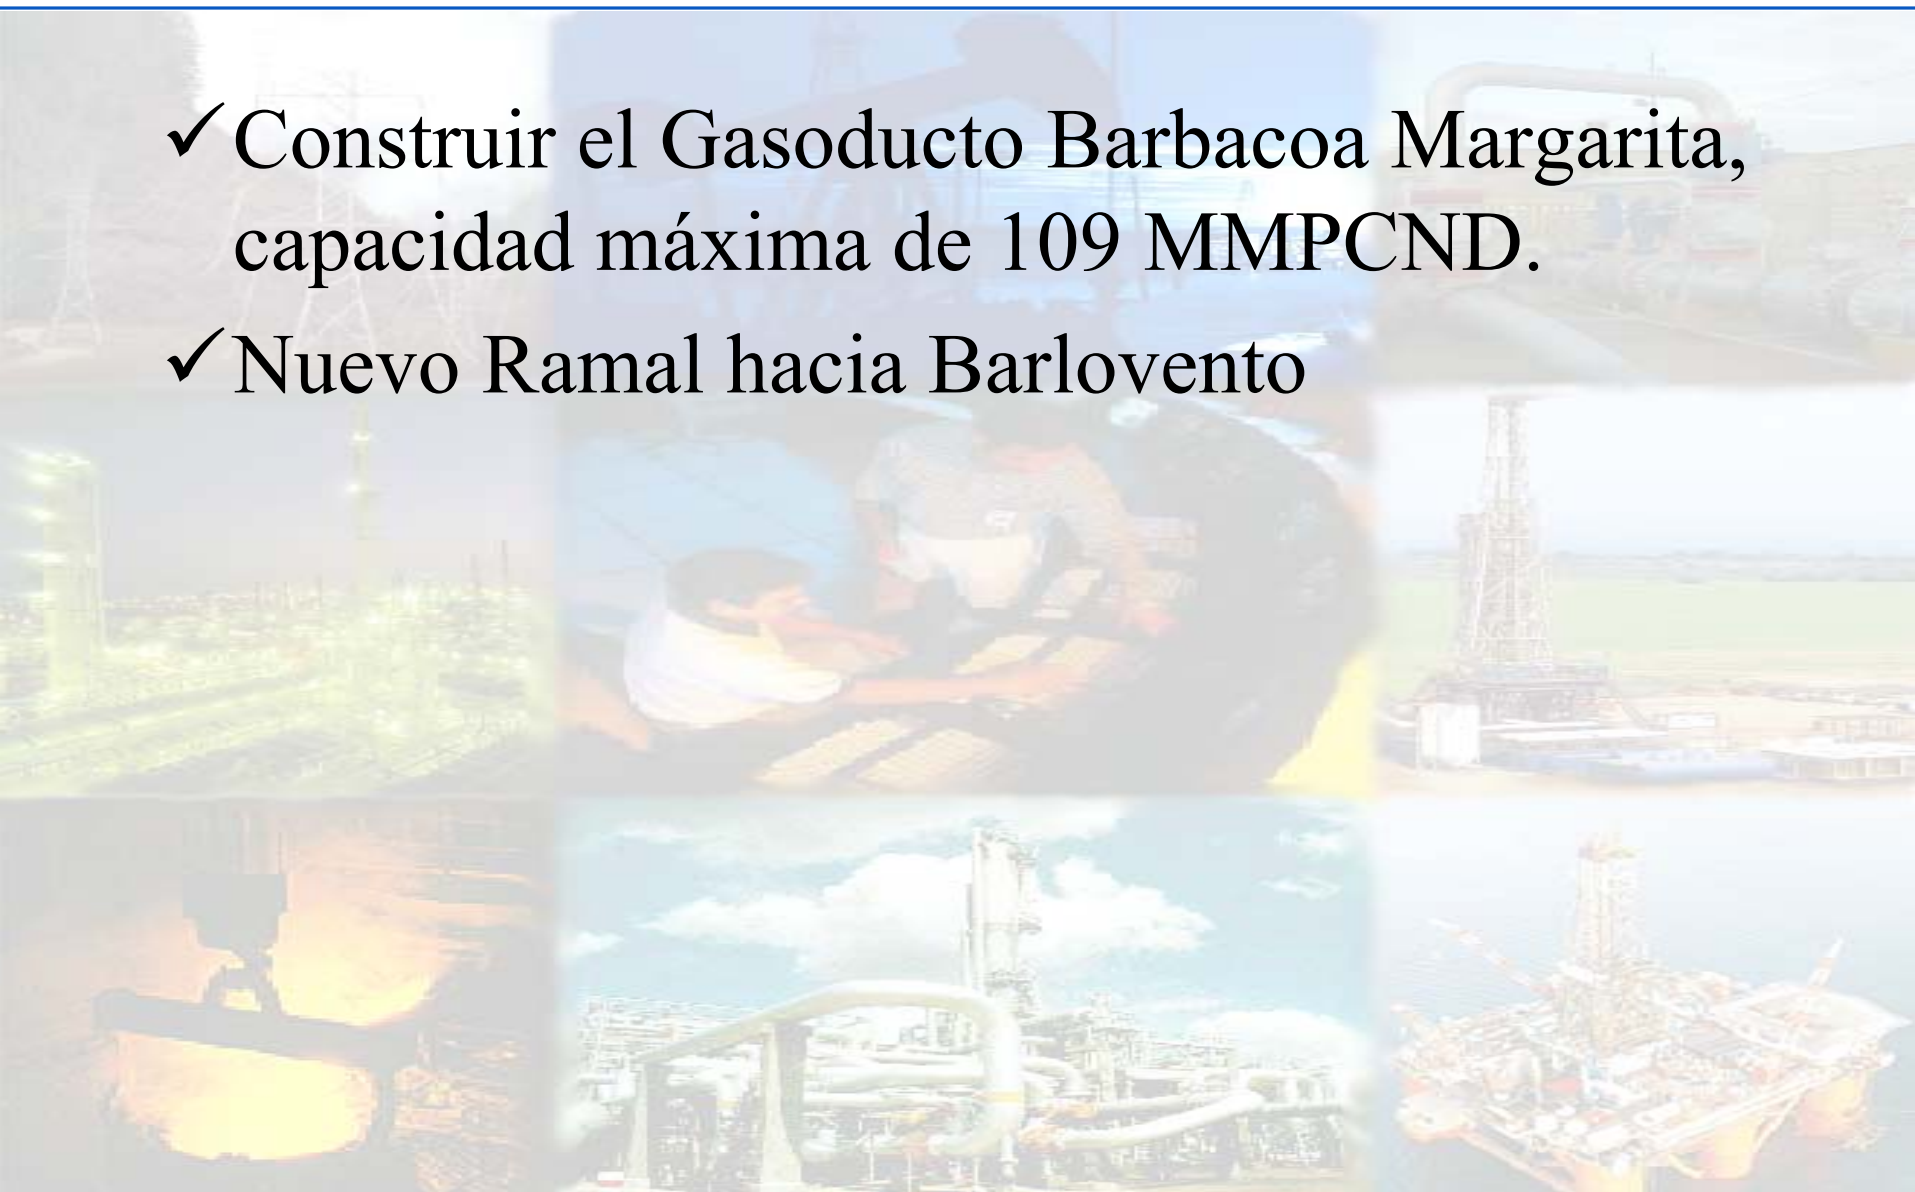 ✓Construir el Gasoducto Barbacoa Margarita,
capacidad máxima de 109 MMPCND.
✓Nuevo Ramal hacia Barlovento